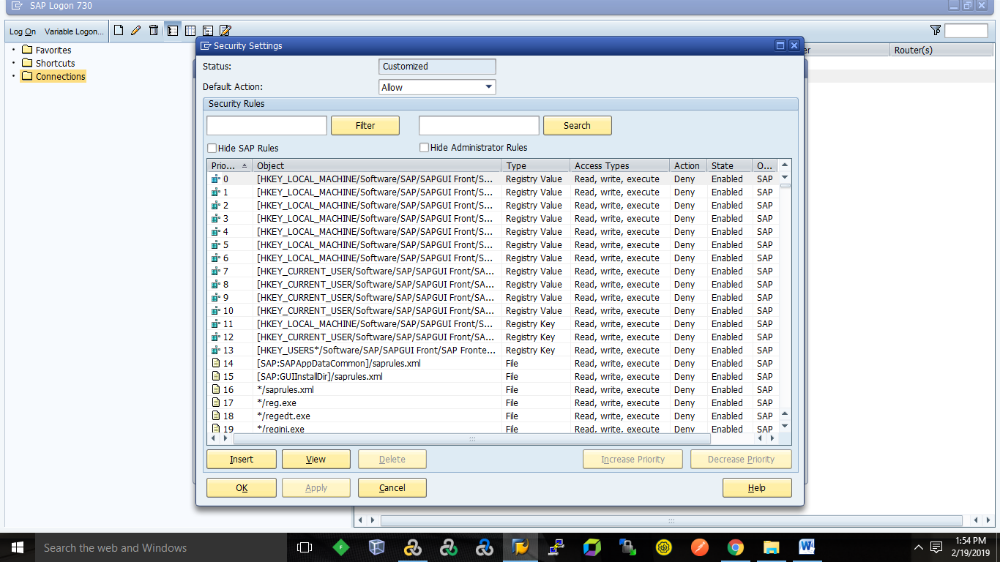 SAP Logon 730
Log On Variable Logon...
Favorites
Shortcuts
Connections
er Router(s)
Security Settings
Status: Customized
Default Action: Allow
Security Rules
Filter Search
Hide SAP Rules Hide Administrator Rules
Prio... Object Type Access Types Action State O...
0 [HKEY_LOCAL_MACHINE/Software/SAP/SAPGUI Front/S... Registry Value Read, write, execute Deny Enabled SAP
1 [HKEY_LOCAL_MACHINE/Software/SAP/SAPGUI Front/S... Registry Value Read, write, execute Deny Enabled SAP
2 [HKEY_LOCAL_MACHINE/Software/SAP/SAPGUI Front/S... Registry Value Read, write, execute Deny Enabled SAP
3 [HKEY_LOCAL_MACHINE/Software/SAP/SAPGUI Front/S... Registry Value Read, write, execute Deny Enabled SAP
4 [HKEY_LOCAL_MACHINE/Software/SAP/SAPGUI Front/S... Registry Value Read, write, execute Deny Enabled SAP
5 [HKEY_LOCAL_MACHINE/Software/SAP/SAPGUI Front/S... Registry Value Read, write, execute Deny Enabled SAP
6 [HKEY_LOCAL_MACHINE/Software/SAP/SAPGUI Front/S... Registry Value Read, write, execute Deny Enabled SAP
7 [HKEY_CURRENT_USER/Software/SAP/SAPGUI Front/SA... Registry Value Read, write, execute Deny Enabled SAP
8 [HKEY_CURRENT_USER/Software/SAP/SAPGUI Front/SA... Registry Value Read, write, execute Deny Enabled SAP
9 [HKEY_CURRENT_USER/Software/SAP/SAPGUI Front/SA... Registry Value Read, write, execute Deny Enabled SAP
10 [HKEY_CURRENT_USER/Software/SAP/SAPGUI Front/SA... Registry Value Read, write, execute Deny Enabled SAP
11 [HKEY_LOCAL_MACHINE/Software/SAP/SAPGUI Front/S... Registry Key Read, write, execute Deny Enabled SAP
12 [HKEY_CURRENT_USER/Software/SAP/SAPGUI Front/SA... Registry Key Read, write, execute Deny Enabled SAP
13 [HKEY_USERS*/Software/SAP/SAPGUI Front/SAP Fronte... Registry Key Read, write, execute Deny Enabled SAP
14 [SAP:SAPAppDataCommon]/saprules.xml File Read, write, execute Deny Enabled SAP
15 [SAP:GUIInstallDir]/saprules.xml File Read, write, execute Deny Enabled SAP
16 */saprules.xml File Read, write, execute Deny Enabled SAP
17 */reg.exe File Read, write, execute Deny Enabled SAP
18 */regedt.exe File Read, write, execute Deny Enabled SAP
19 */regini.exe File Read, write, execute Deny Enabled SAP
Insert View Delete Increase Priority Decrease Priority
OK Apply Cancel Help
Search the web and Windows
1:54 PM
2/19/2019